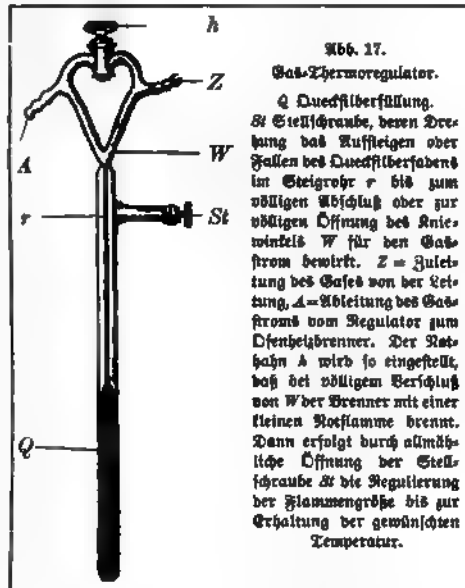 h
Z
A
W
r
St
Q
Abb. 17.
Gas-Thermoregulator.
Q Quecksilberfüllung.
St Stellschraube, deren Dre-
hung das Aufsteigen oder
Fallen des Quecksilberfadens
im Steigrohr r bis zum
völligen Abschluß oder zur
völligen Öffnung des Knie-
winkels W für den Gas-
strom bewirkt. Z = Zulei-
tung des Gases von der Lei-
tung, A = Ableitung des Gas-
stroms vom Regulator zum
Ofenheizbrenner. Der Not-
hahn h wird so eingestellt,
daß bei völligem Verschluß
von W der Brenner mit einer
kleinen Notflamme brennt.
Dann erfolgt durch allmäh-
liche Öffnung der Stell-
schraube St die Regulierung
der Flammengröße bis zur
Erhaltung der gewünschten
Temperatur.